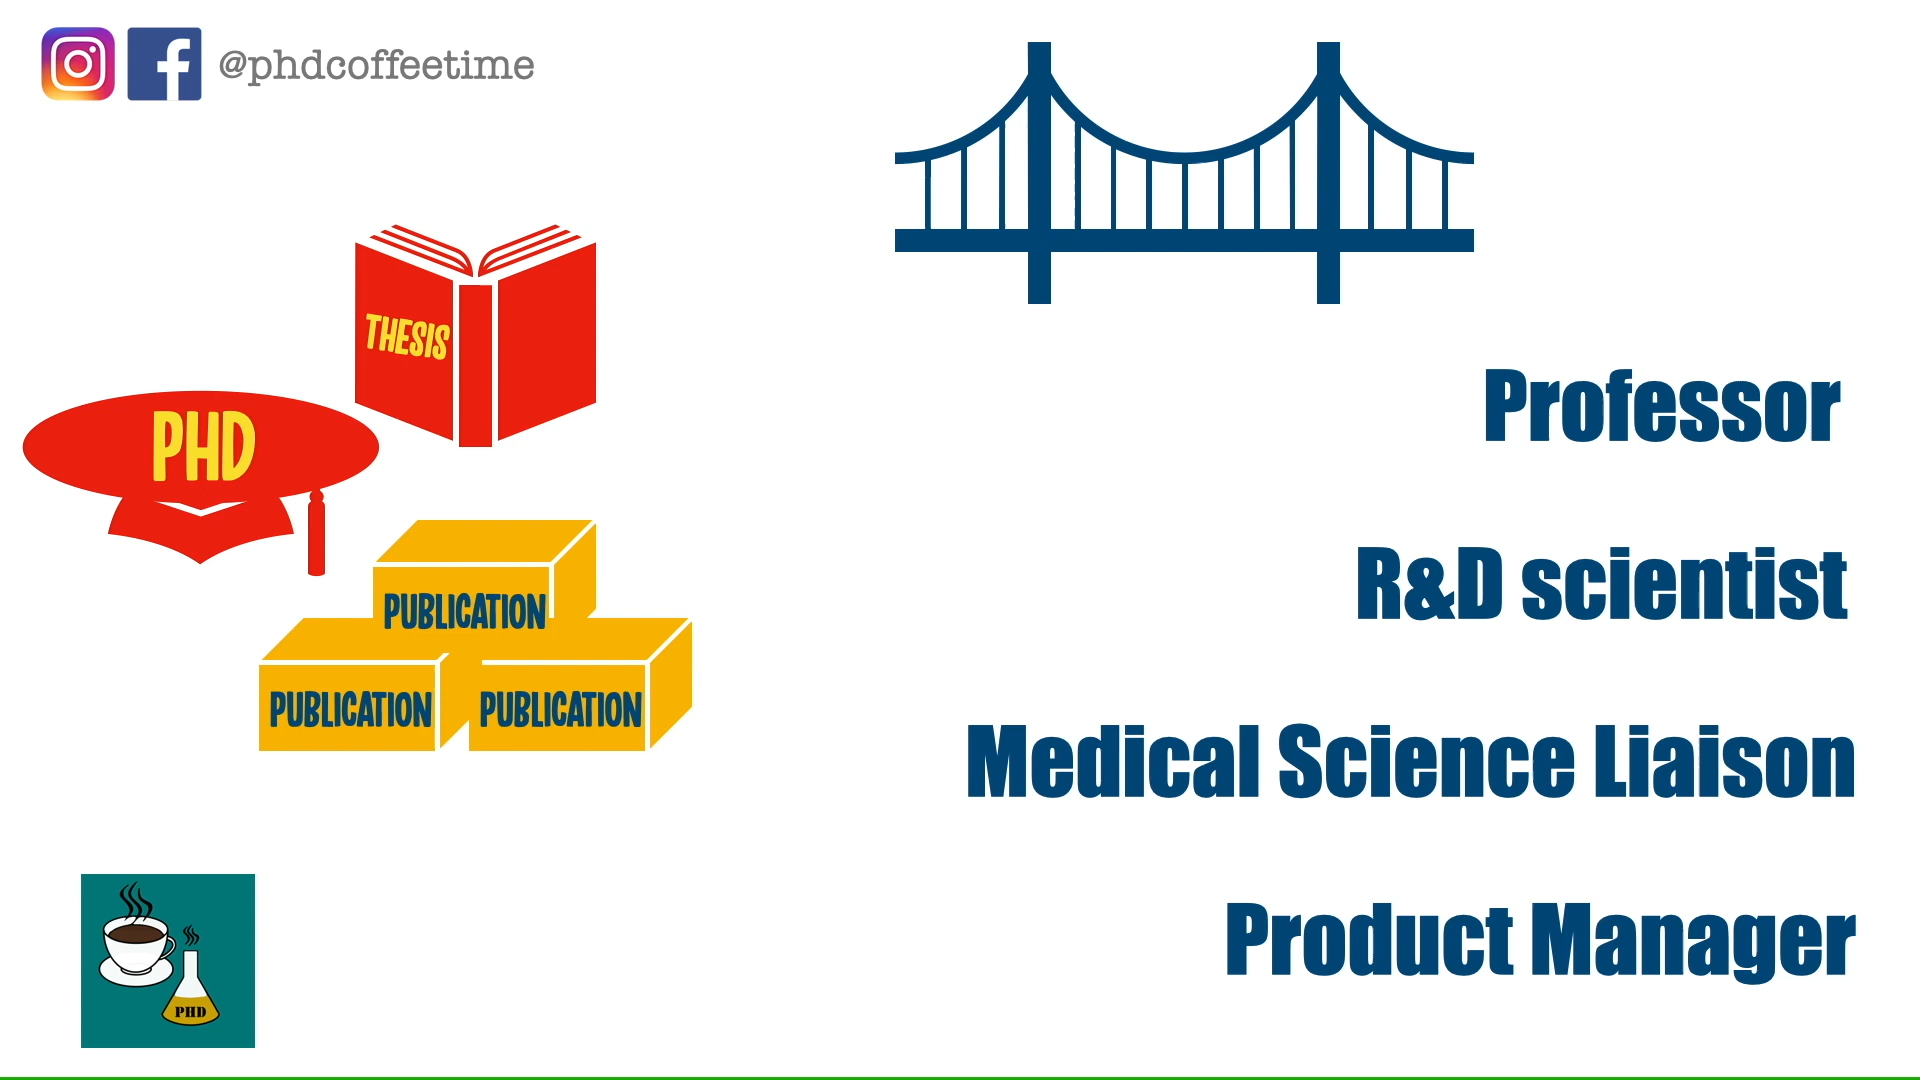 @phdcoffeetime
THESIS
PHD
PUBLICATION
PUBLICATION PUBLICATION
Professor
R&D scientist
Medical Science Liaison
Product Manager
PHD